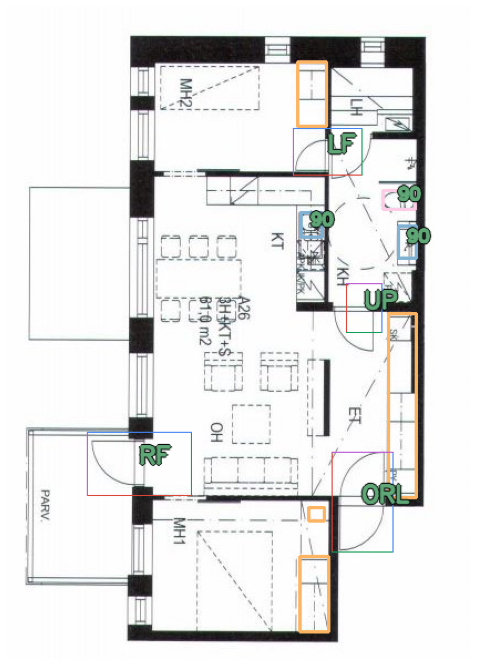 MH2
LH
LF
90
90
90
KT
KH
UP
A26
3H+KT+S
61.0 m2
SK
ET
OH
RF
ORL
PARV.
MH1